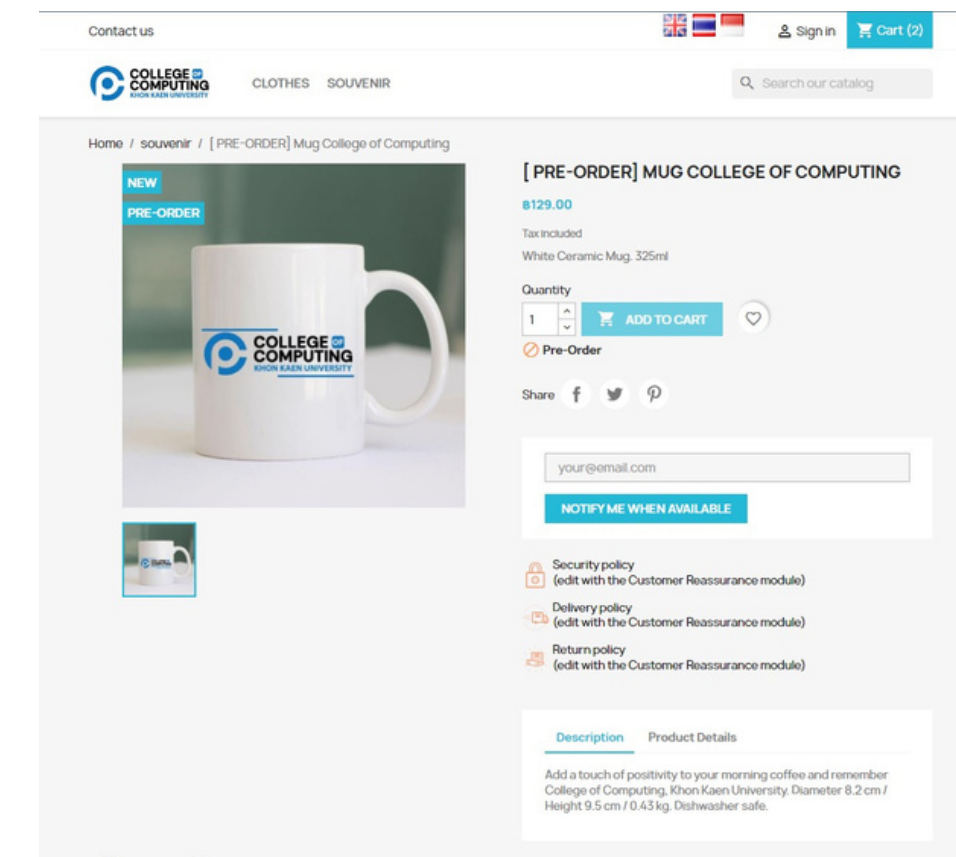 Contact us
Sign in
Cart (2)
COLLEGE OF
COMPUTING
KHON KAEN UNIVERSITY
CLOTHES
SOUVENIR
Search our catalog
Home / souvenir / [ PRE-ORDER] Mug College of Computing
NEW
PRE-ORDER
COLLEGE OF
COMPUTING
KHON KAEN UNIVERSITY
[ PRE-ORDER] MUG COLLEGE OF COMPUTING
฿129.00
Tax included
White Ceramic Mug. 325ml
Quantity
1
ADD TO CART
Pre-Order
Share
your@email.com
NOTIFY ME WHEN AVAILABLE
Security policy
(edit with the Customer Reassurance module)
Delivery policy
(edit with the Customer Reassurance module)
Return policy
(edit with the Customer Reassurance module)
Description
Product Details
Add a touch of positivity to your morning coffee and remember
College of Computing, Khon Kaen University. Diameter 8.2 cm /
Height 9.5 cm / 0.43 kg. Dishwasher safe.